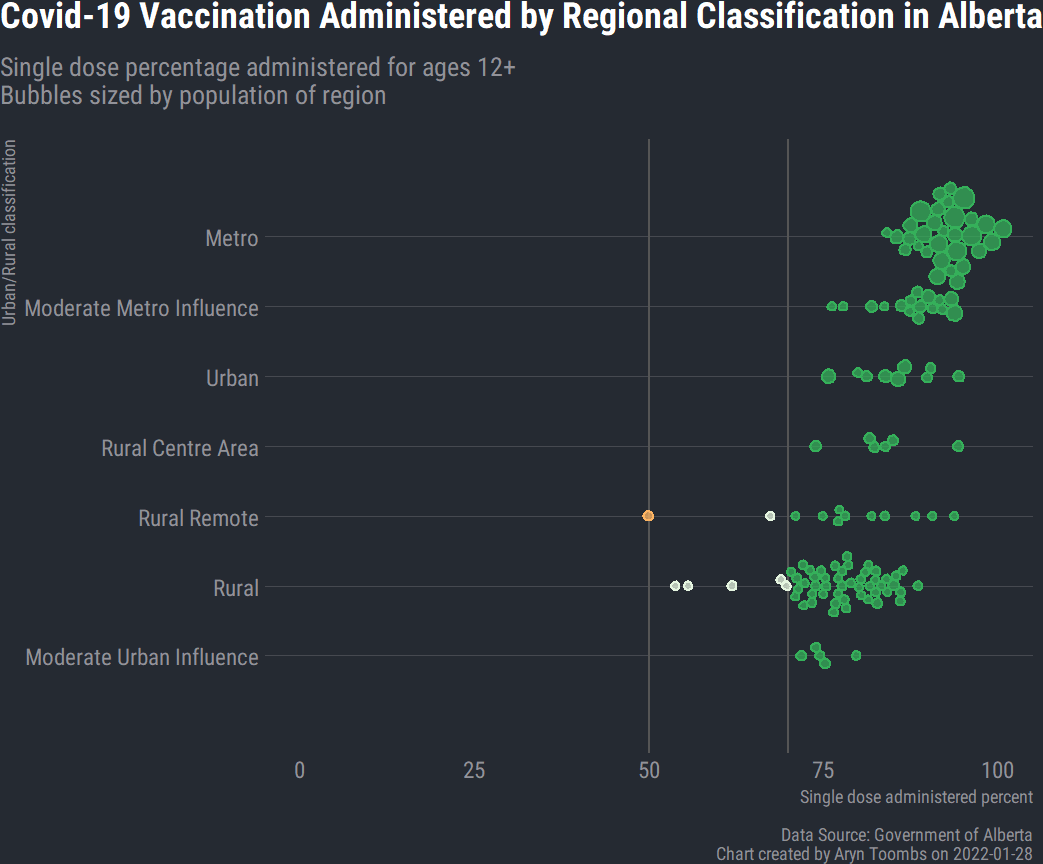 Covid-19 Vaccination Administered by Regional Classification in Alberta
Single dose percentage administered for ages 12+
Bubbles sized by population of region
Urban/Rural classification
Metro
Moderate Metro Influence
Urban
Rural Centre Area
Rural Remote
Rural
Moderate Urban Influence
0 25 50 75 100
Single dose administered percent
Data Source: Government of Alberta
Chart created by Aryn Toombs on 2022-01-28